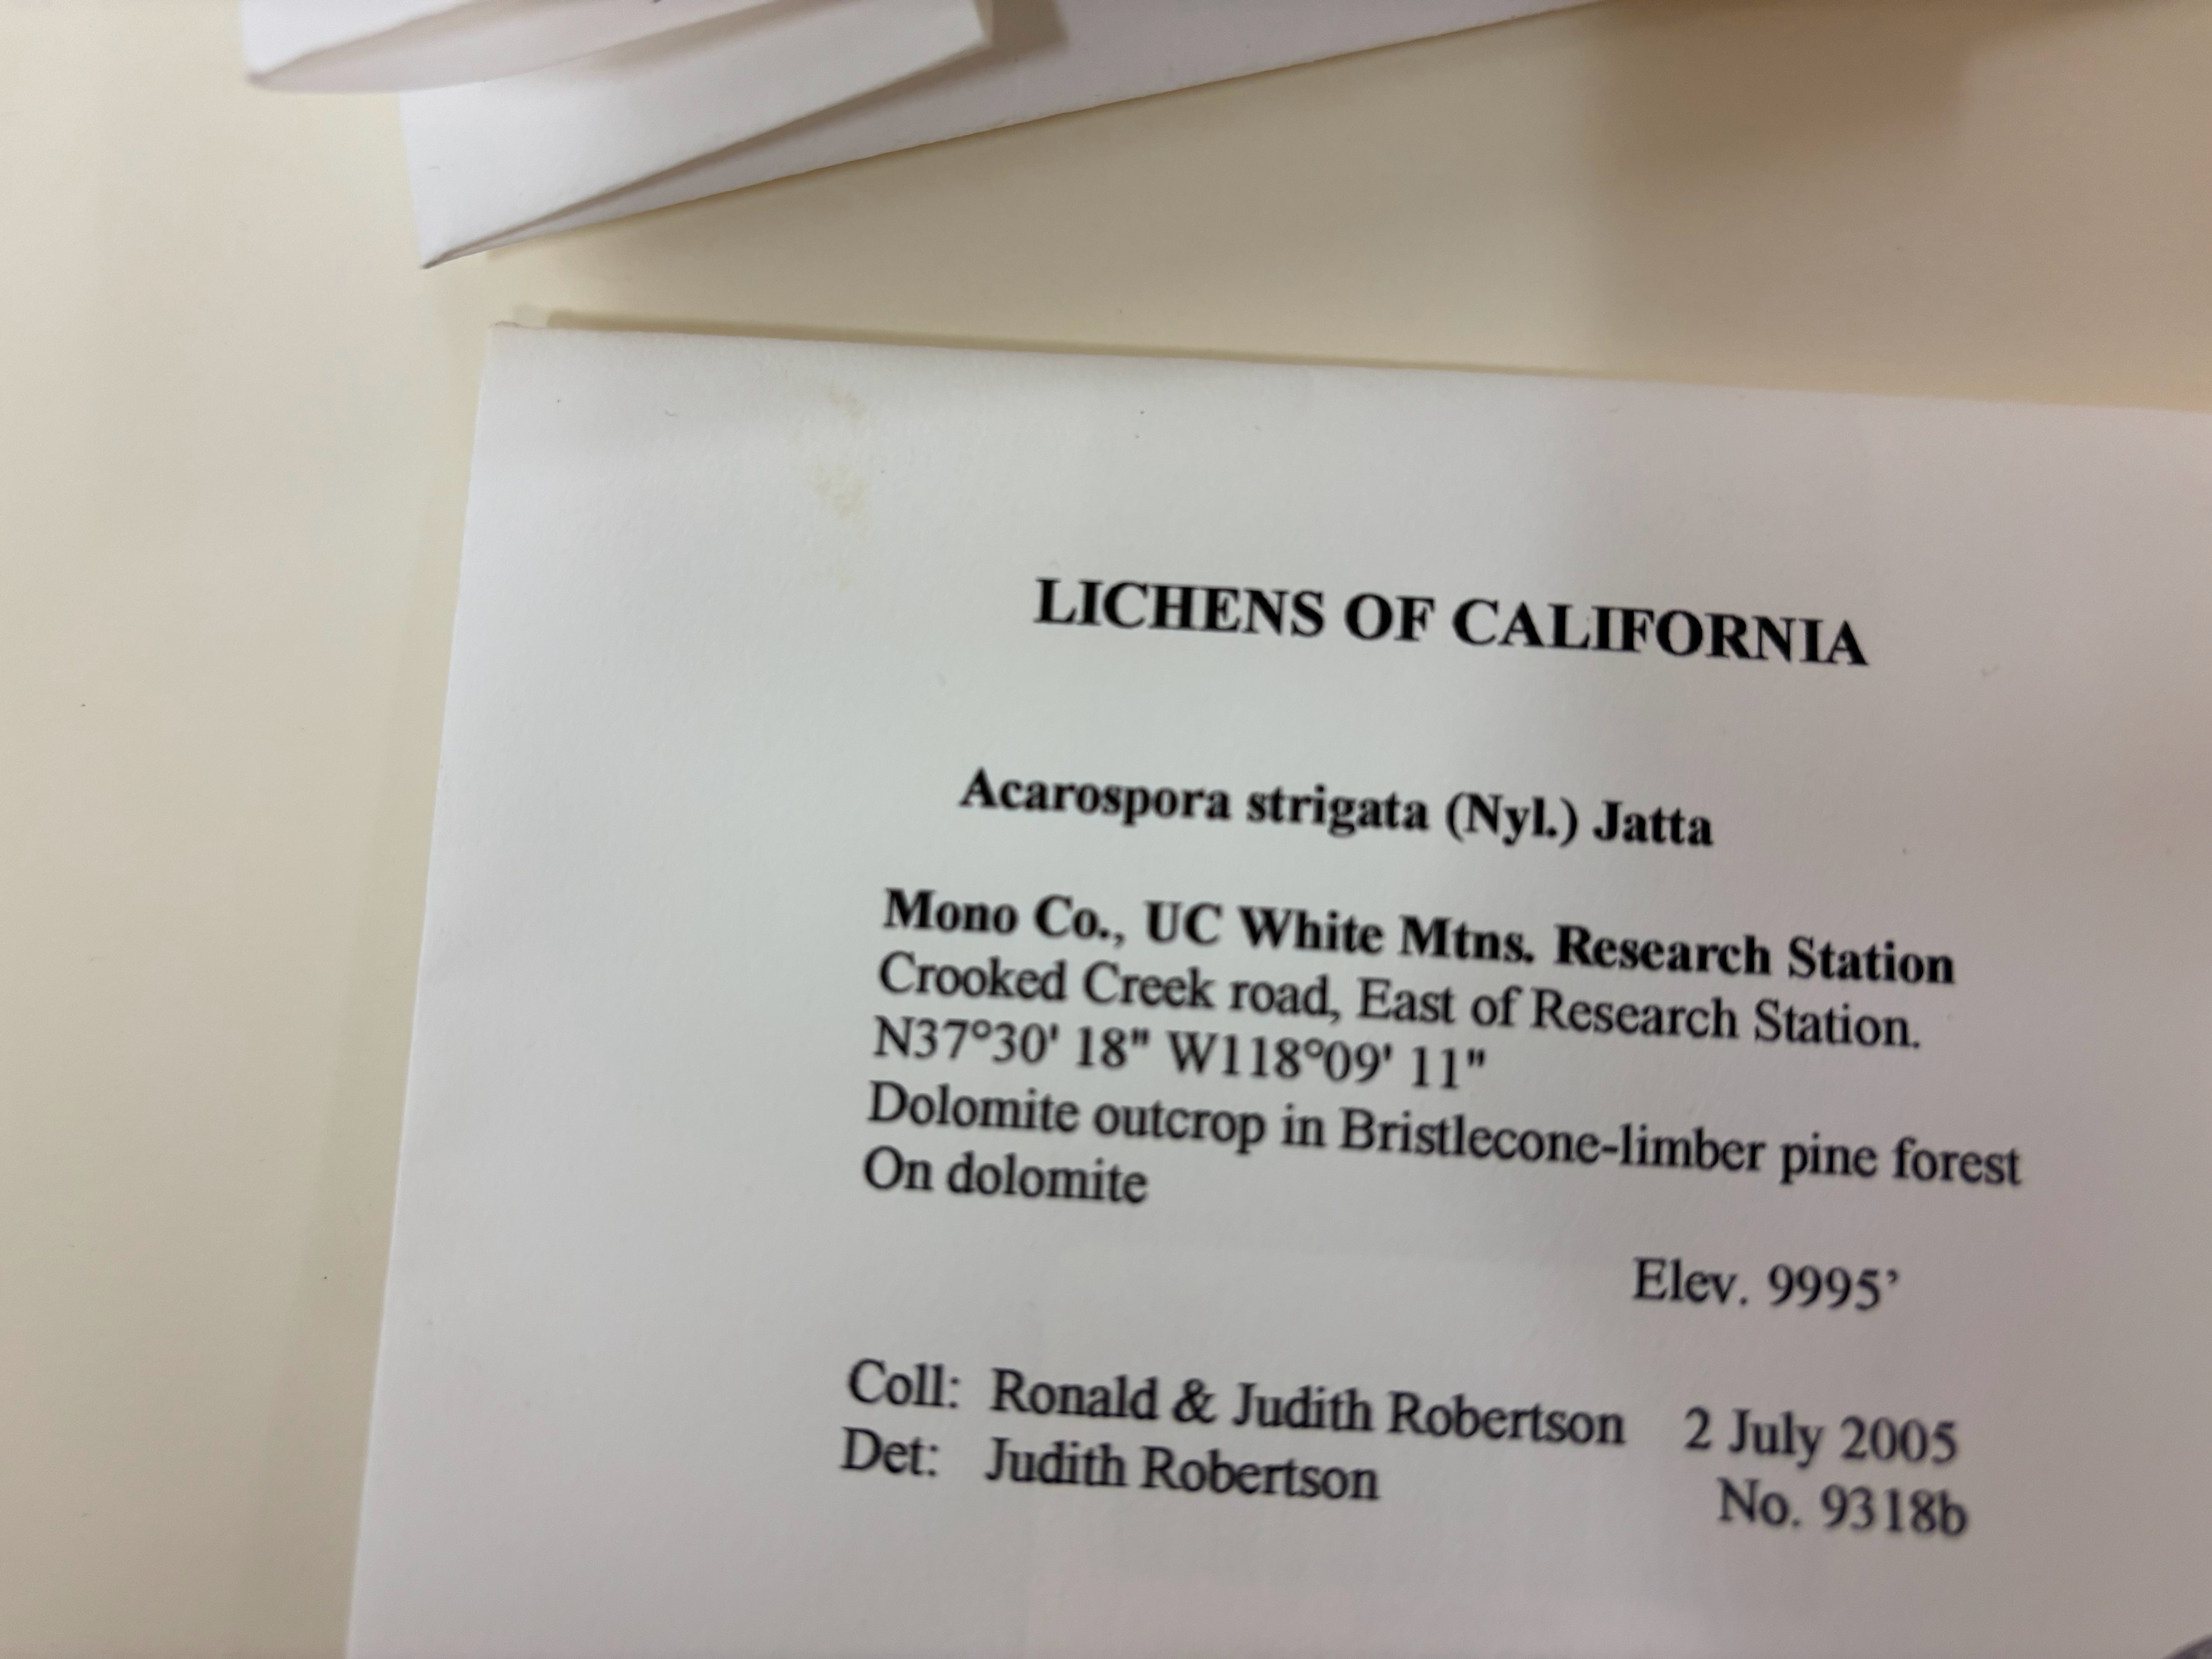 LICHENS OF CALIFORNIA
Acarospora strigata (Nyl.) Jatta
Mono Co., UC White Mtns. Research Station
Crooked Creek road, East of Research Station.
N37°30' 18" W118°09' 11"
Dolomite outcrop in Bristlecone-limber pine forest
On dolomite
Elev. 9995’
Coll: Ronald & Judith Robertson 2 July 2005
Det: Judith Robertson No. 9318b